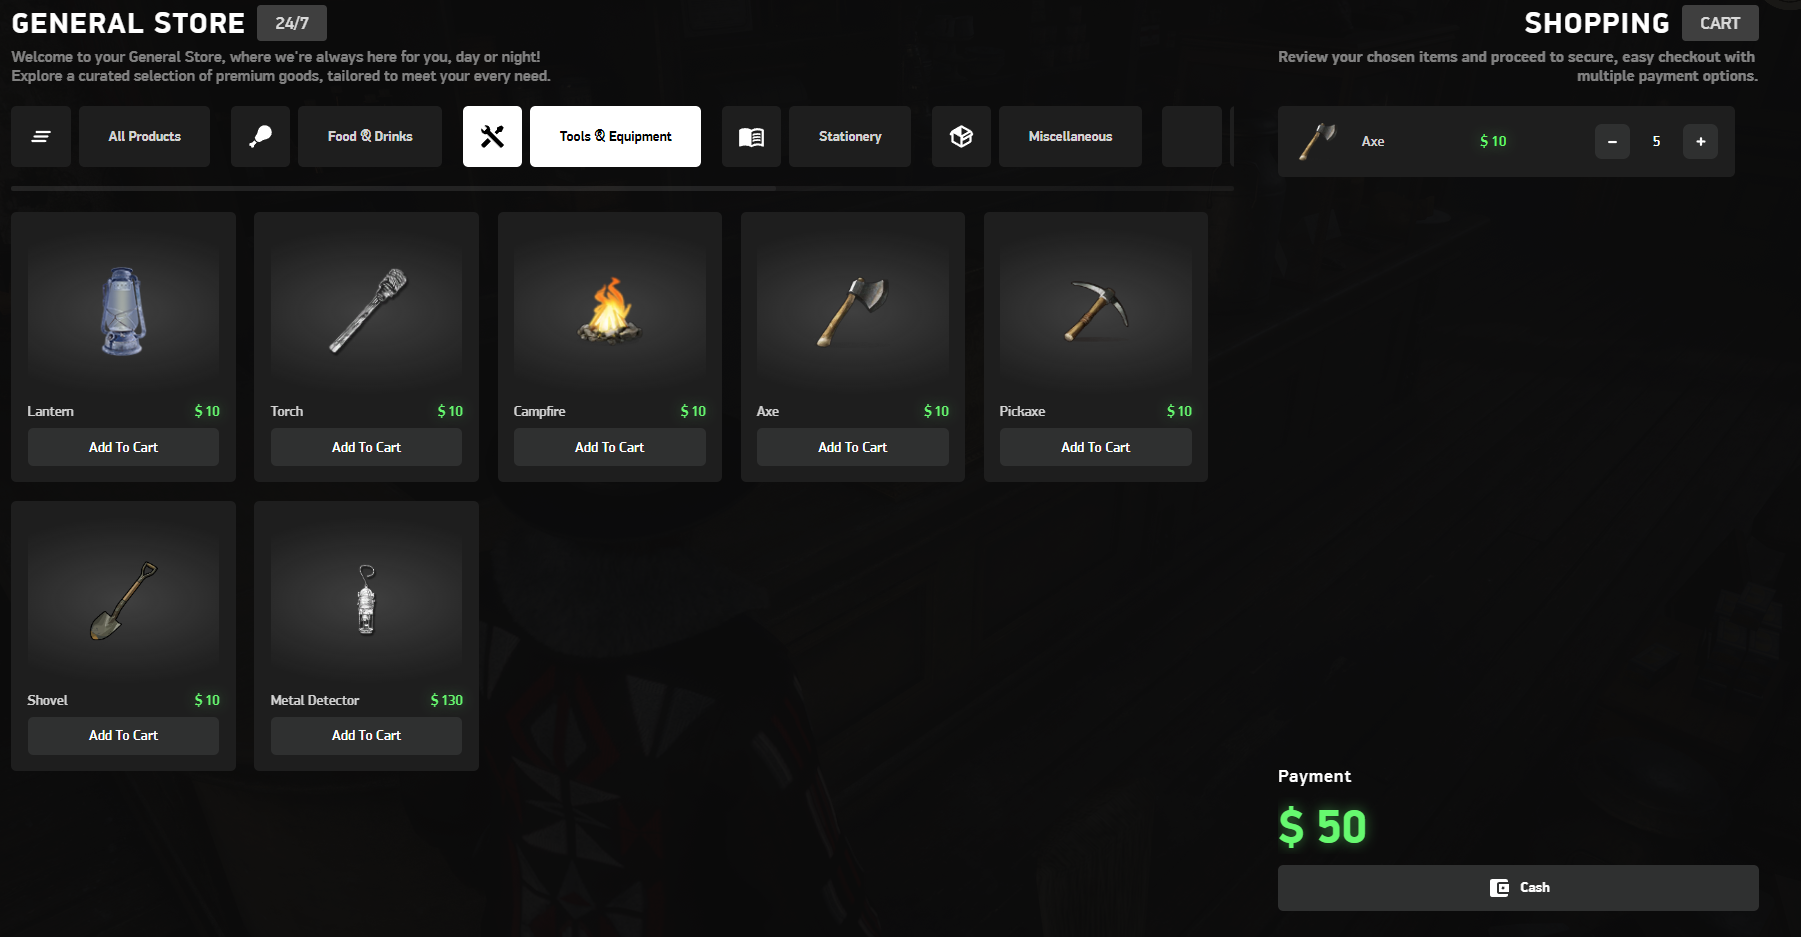 GENERAL STORE 24/7
Welcome to your General Store, where we're always here for you, day or night!
Explore a curated selection of premium goods, tailored to meet your every need.
SHOPPING CART
Review your chosen items and proceed to secure, easy checkout with
multiple payment options.
All Products
Food & Drinks
Tools & Equipment
Stationery
Miscellaneous
Axe $ 10 - 5 +
Lantern $ 10
Add To Cart
Torch $ 10
Add To Cart
Campfire $ 10
Add To Cart
Axe $ 10
Add To Cart
Pickaxe $ 10
Add To Cart
Shovel $ 10
Add To Cart
Metal Detector $ 130
Add To Cart
Payment
$ 50
Cash